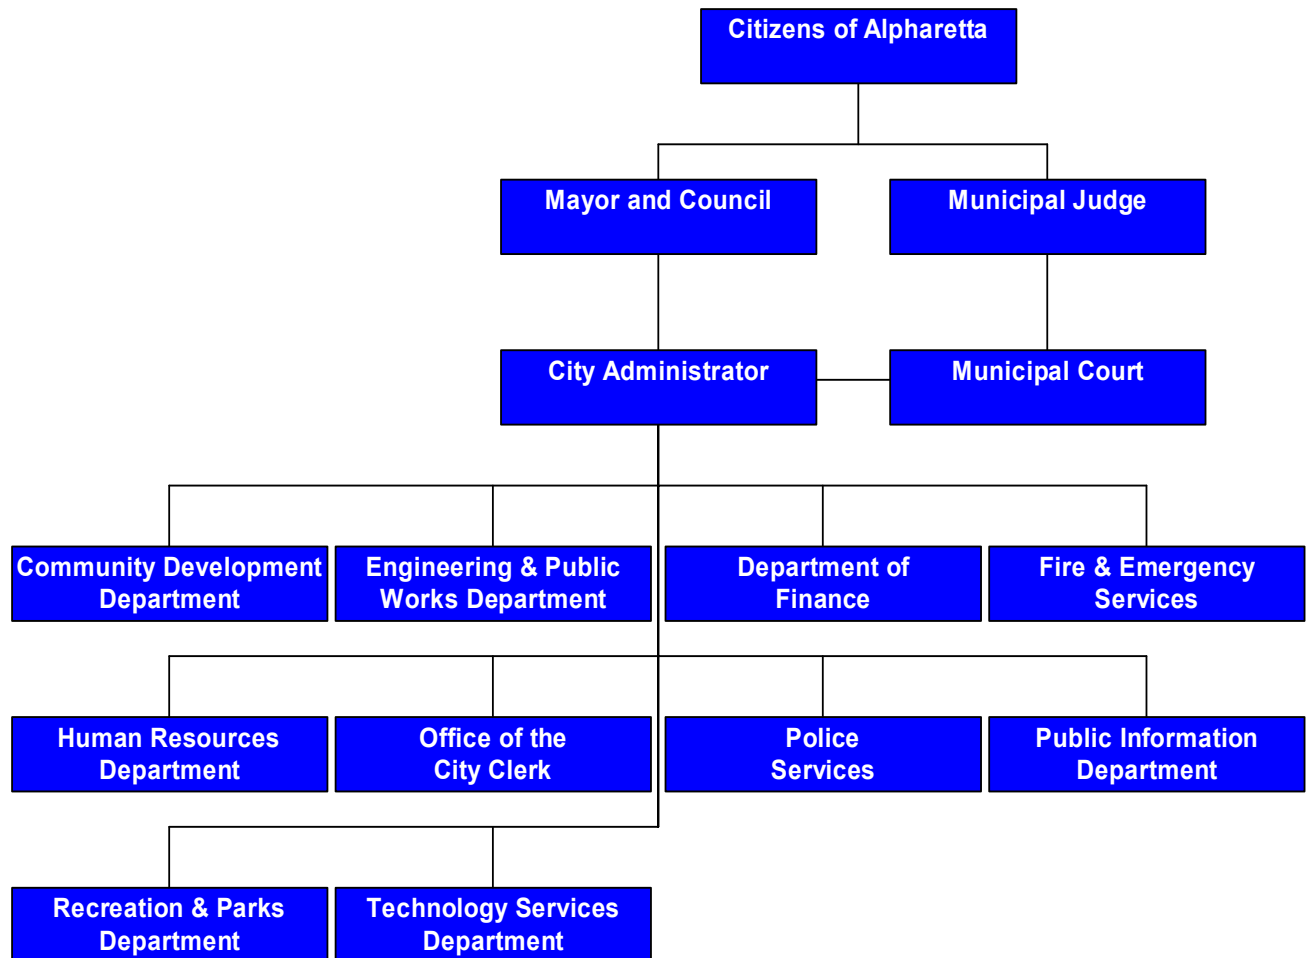 Citizens of Alpharetta
Mayor and Council
Municipal Judge
City Administrator
Municipal Court
Community Development
Department
Engineering & Public
Works Department
Department of
Finance
Fire & Emergency
Services
Human Resources
Department
Office of the
City Clerk
Police
Services
Public Information
Department
Recreation & Parks
Department
Technology Services
Department